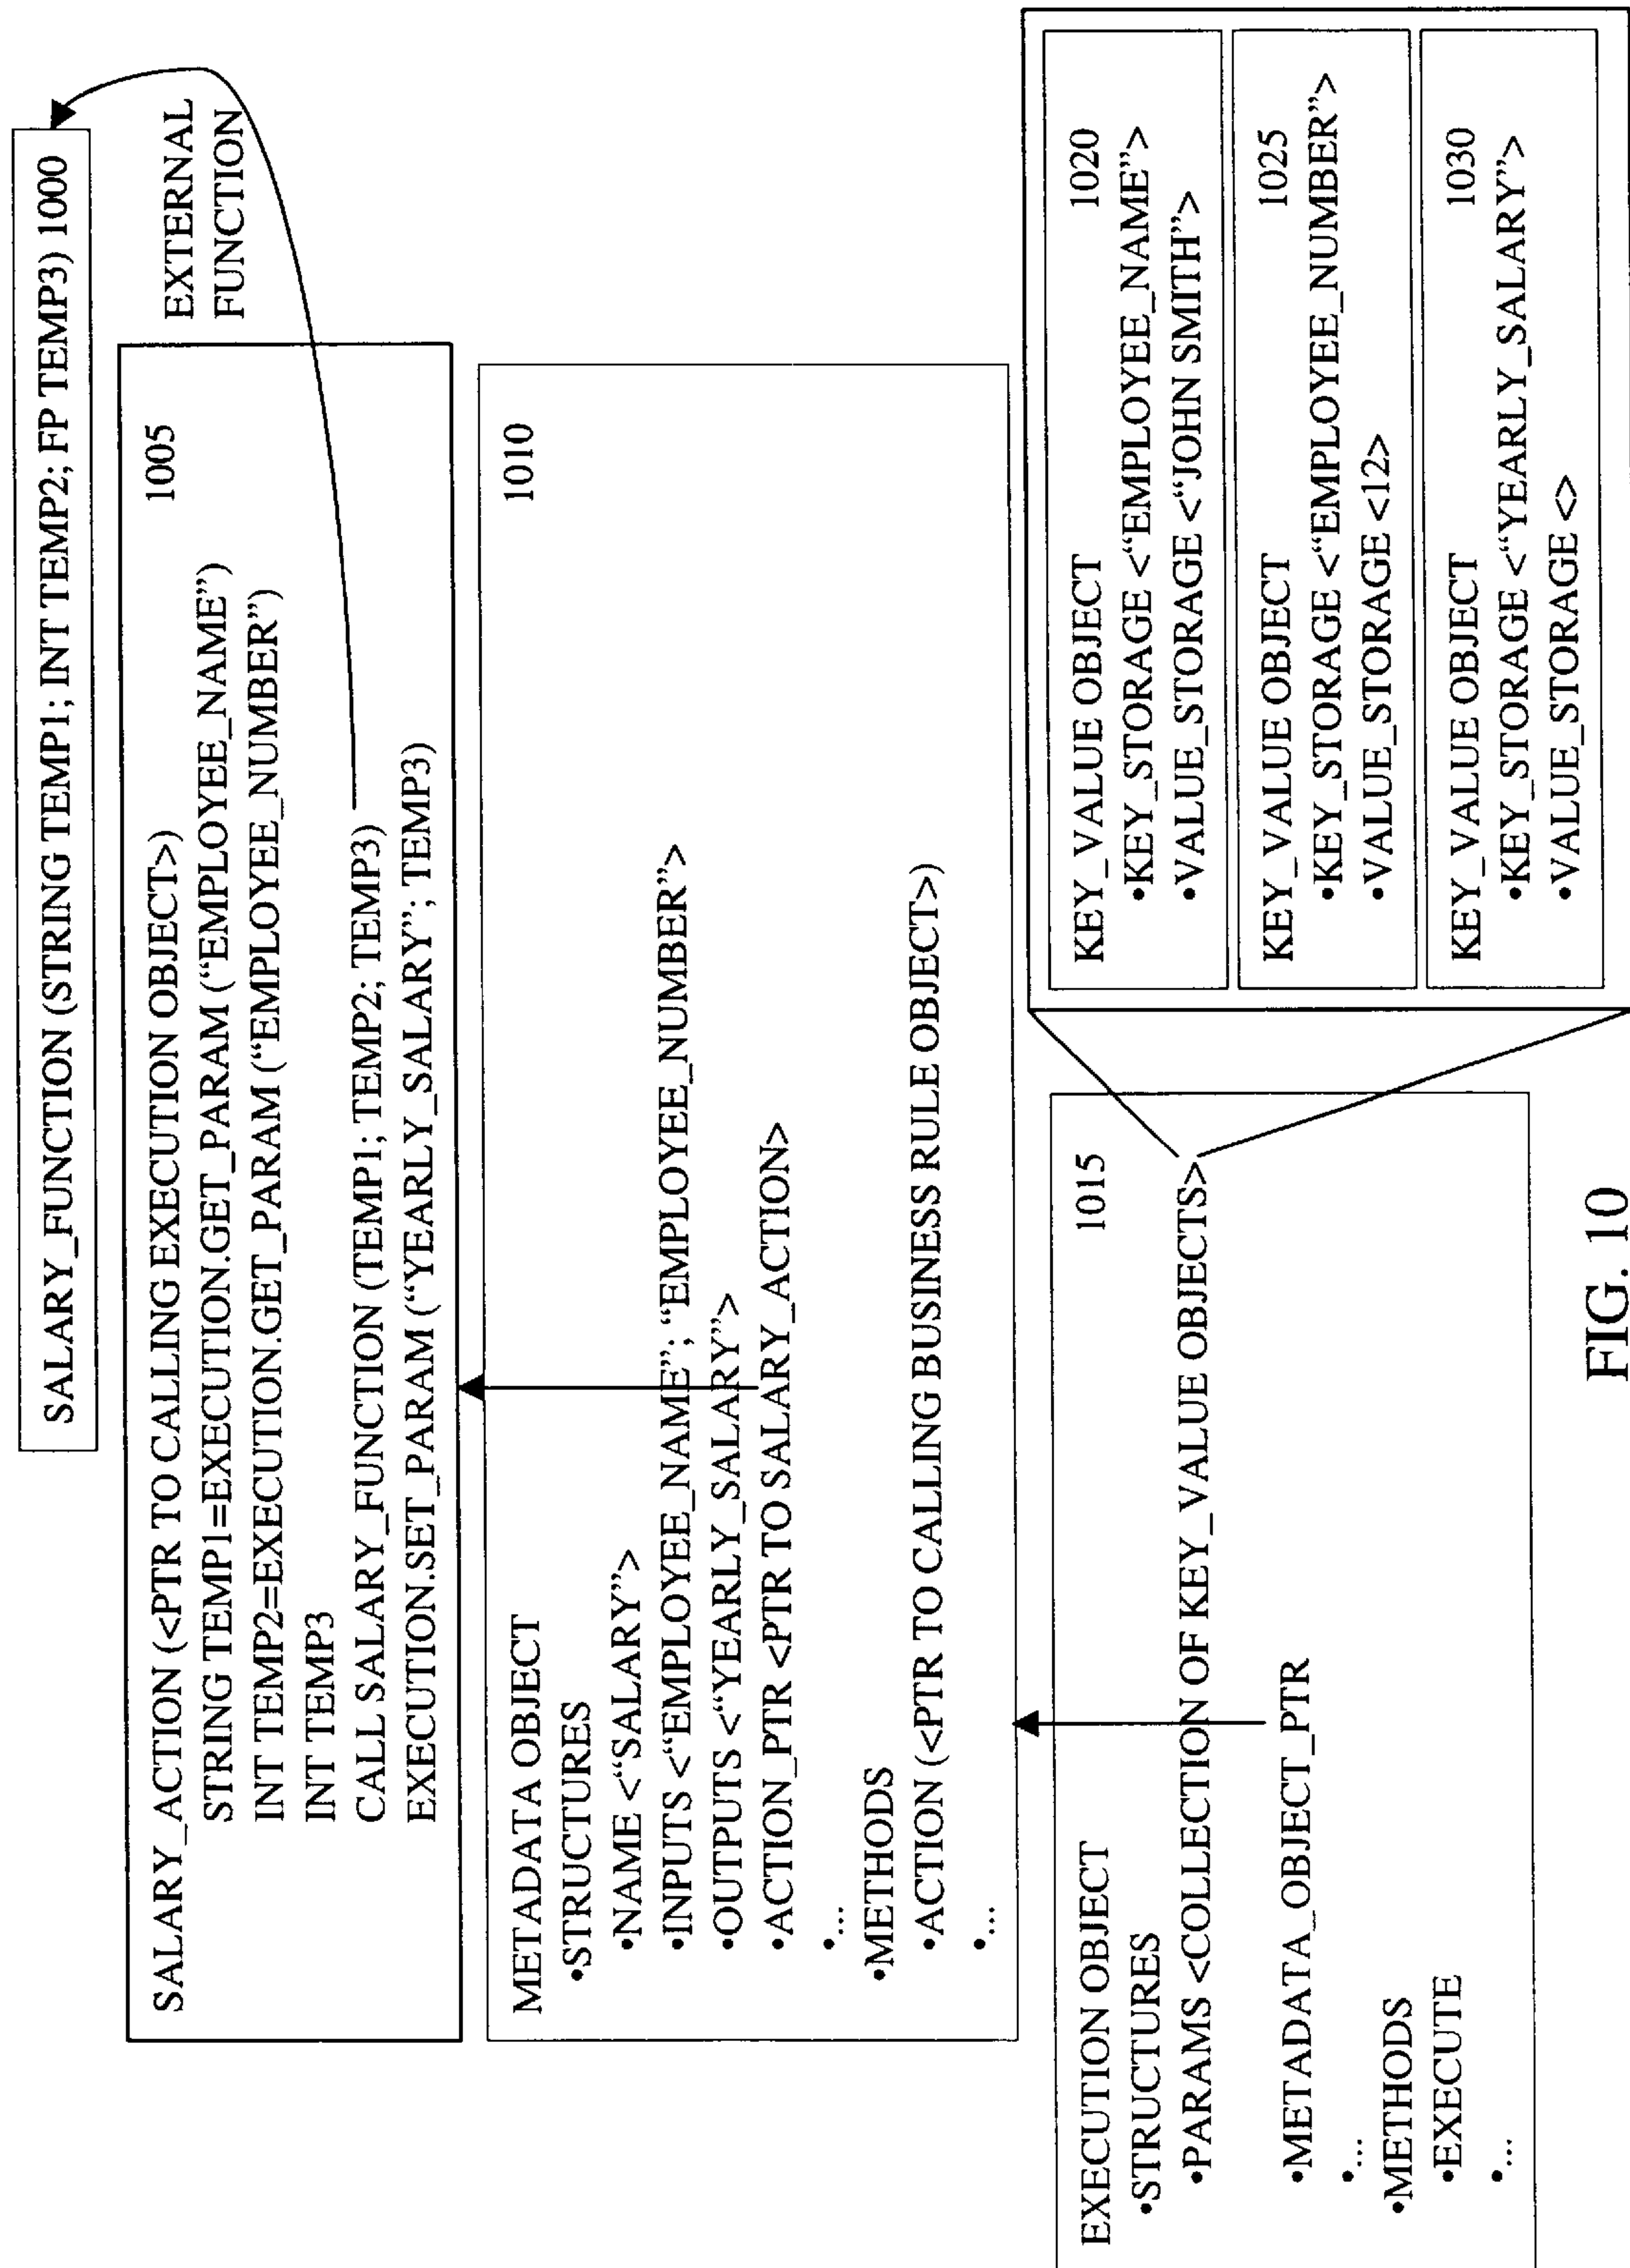 SALARY_FUNCTION (STRING TEMP1; INT TEMP2; FP TEMP3) 1000
EXTERNAL
FUNCTION
1005
SALARY_ACTION (<PTR TO CALLING EXECUTION OBJECT>)
STRING TEMP1=EXECUTION.GET_PARAM (“EMPLOYEE_NAME”)
INT TEMP2=EXECUTION.GET_PARAM (“EMPLOYEE_NUMBER”)
INT TEMP3
CALL SALARY_FUNCTION (TEMP1; TEMP2; TEMP3)
EXECUTION.SET_PARAM (“YEARLY_SALARY”; TEMP3)
METADATA OBJECT 1010
•STRUCTURES
•NAME <“SALARY”>
•INPUTS <“EMPLOYEE_NAME”; “EMPLOYEE_NUMBER”>
•OUTPUTS <“YEARLY_SALARY”>
•ACTION_PTR <PTR TO SALARY_ACTION>
•...
•METHODS
•ACTION (<PTR TO CALLING BUSINESS RULE OBJECT>)
•...
EXECUTION OBJECT 1015
•STRUCTURES
•PARAMS <COLLECTION OF KEY_VALUE OBJECTS>
•METADATA_OBJECT_PTR
•...
•METHODS
•EXECUTE
•...
KEY_VALUE OBJECT 1020
•KEY_STORAGE <“EMPLOYEE_NAME”>
•VALUE_STORAGE <“JOHN SMITH”>
KEY_VALUE OBJECT 1025
•KEY_STORAGE <“EMPLOYEE_NUMBER”>
•VALUE_STORAGE <12>
KEY_VALUE OBJECT 1030
•KEY_STORAGE <“YEARLY_SALARY”>
•VALUE_STORAGE <>
FIG. 10